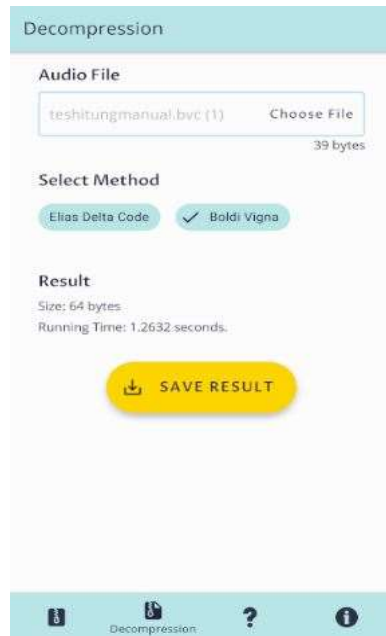 Decompression
Audio File
teshitungmanual.bvc (1) Choose File
39 bytes
Select Method
Elias Delta Code Boldi Vigna
Result
Size: 64 bytes
Running Time: 1.2632 seconds.
SAVE RESULT
Decompression